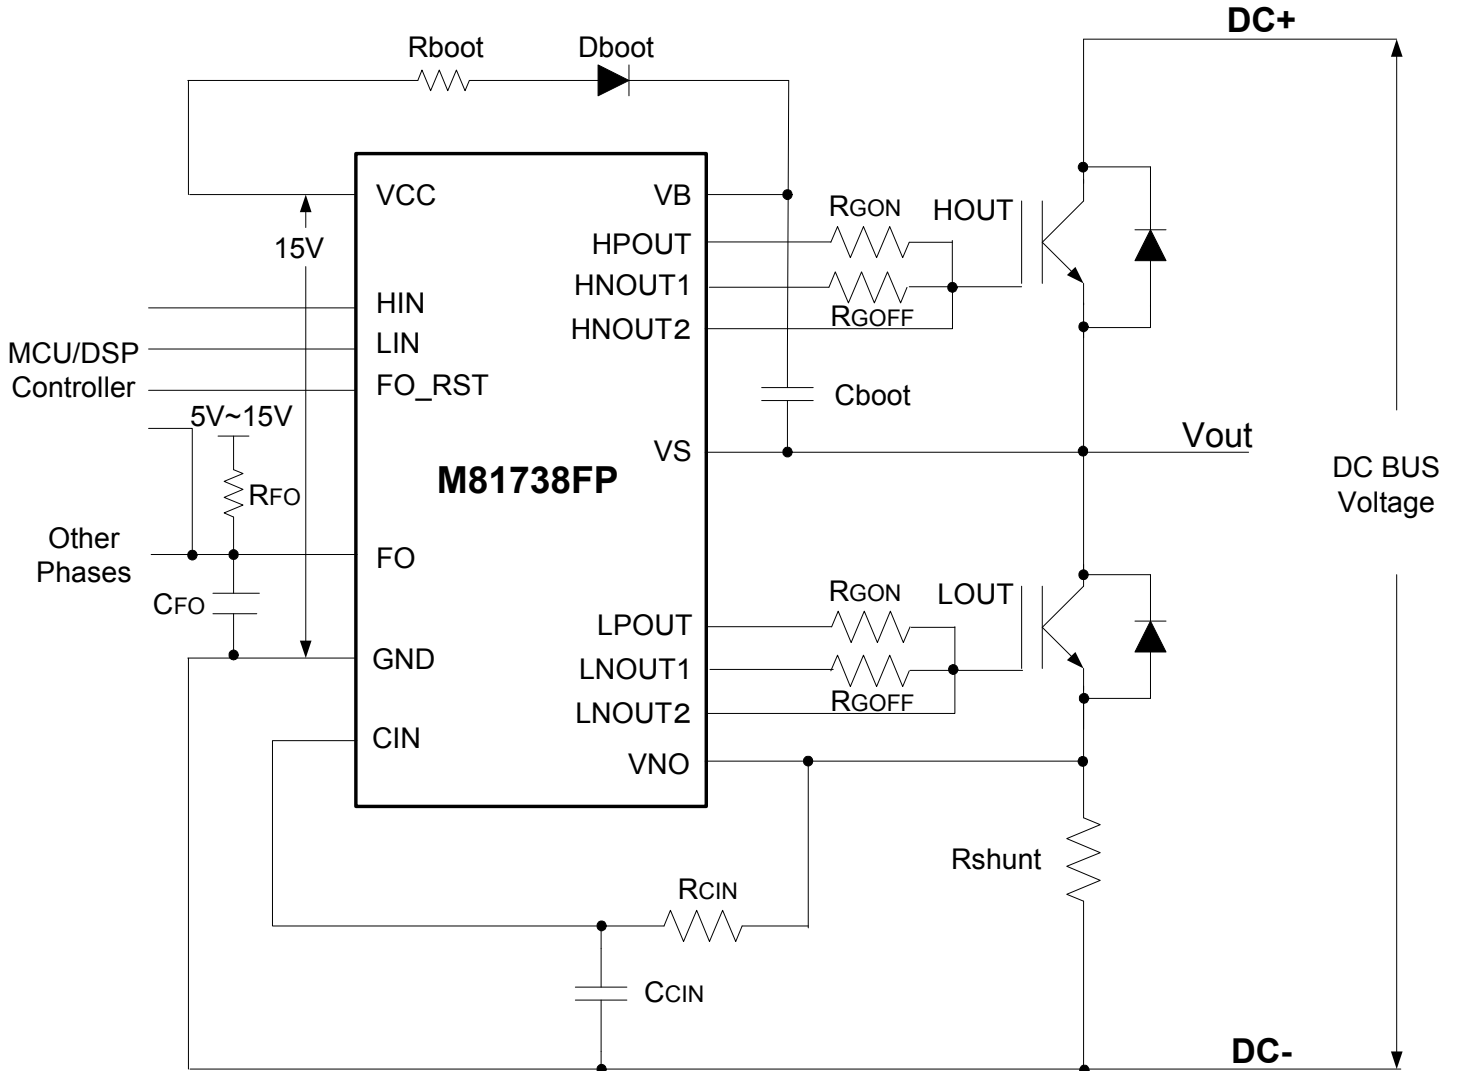 DC+
Rboot
Dboot
VCC
VB
RGON
HOUT
15V
HPOUT
HNOUT1
RGOFF
HIN
HNOUT2
MCU/DSP
Controller
LIN
FO_RST
5V~15V
Cboot
VS
Vout
M81738FP
DC BUS
Voltage
RFO
Other
Phases
FO
CFO
RGON
LOUT
LPOUT
GND
LNOUT1
RGOFF
LNOUT2
CIN
VNO
Rshunt
RCIN
CCIN
DC-